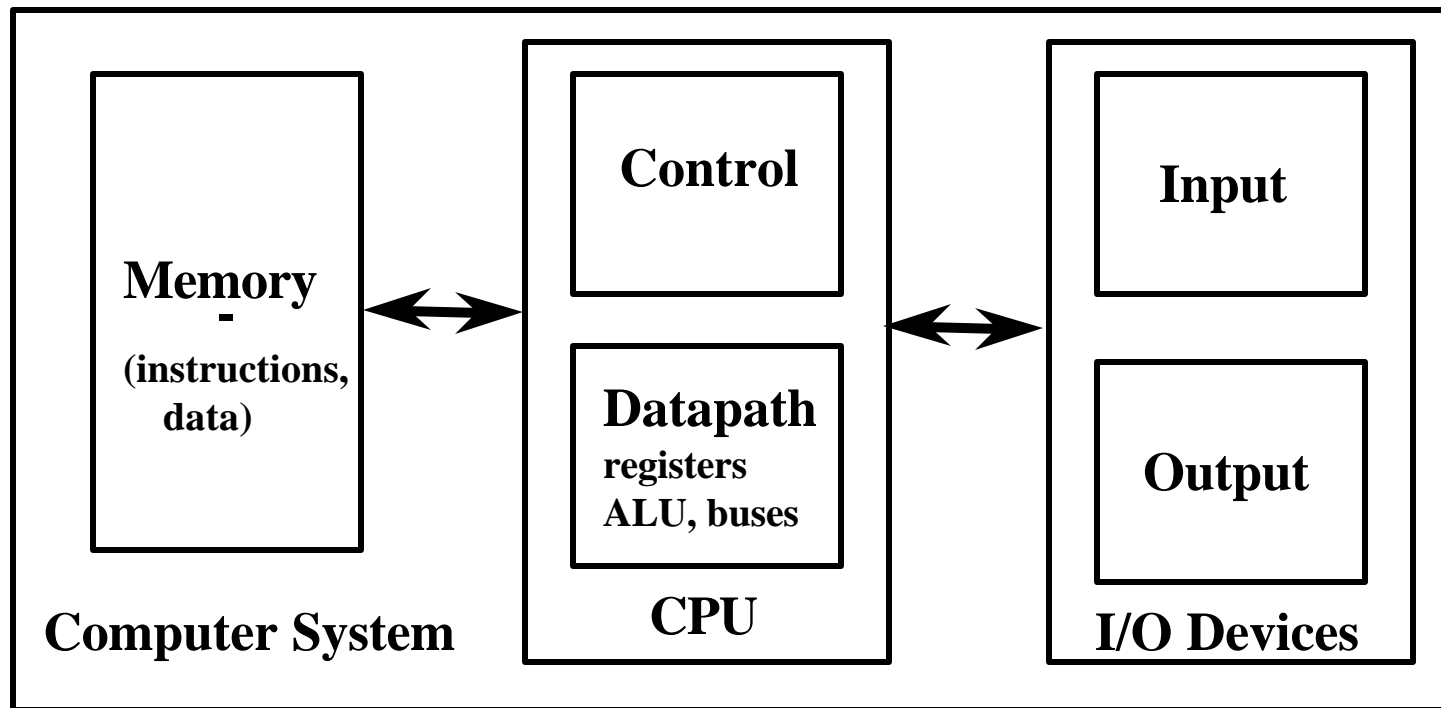 Memory
-
(instructions,
data)
Computer System
Control
Datapath
registers
ALU, buses
CPU
Input
Output
I/O Devices